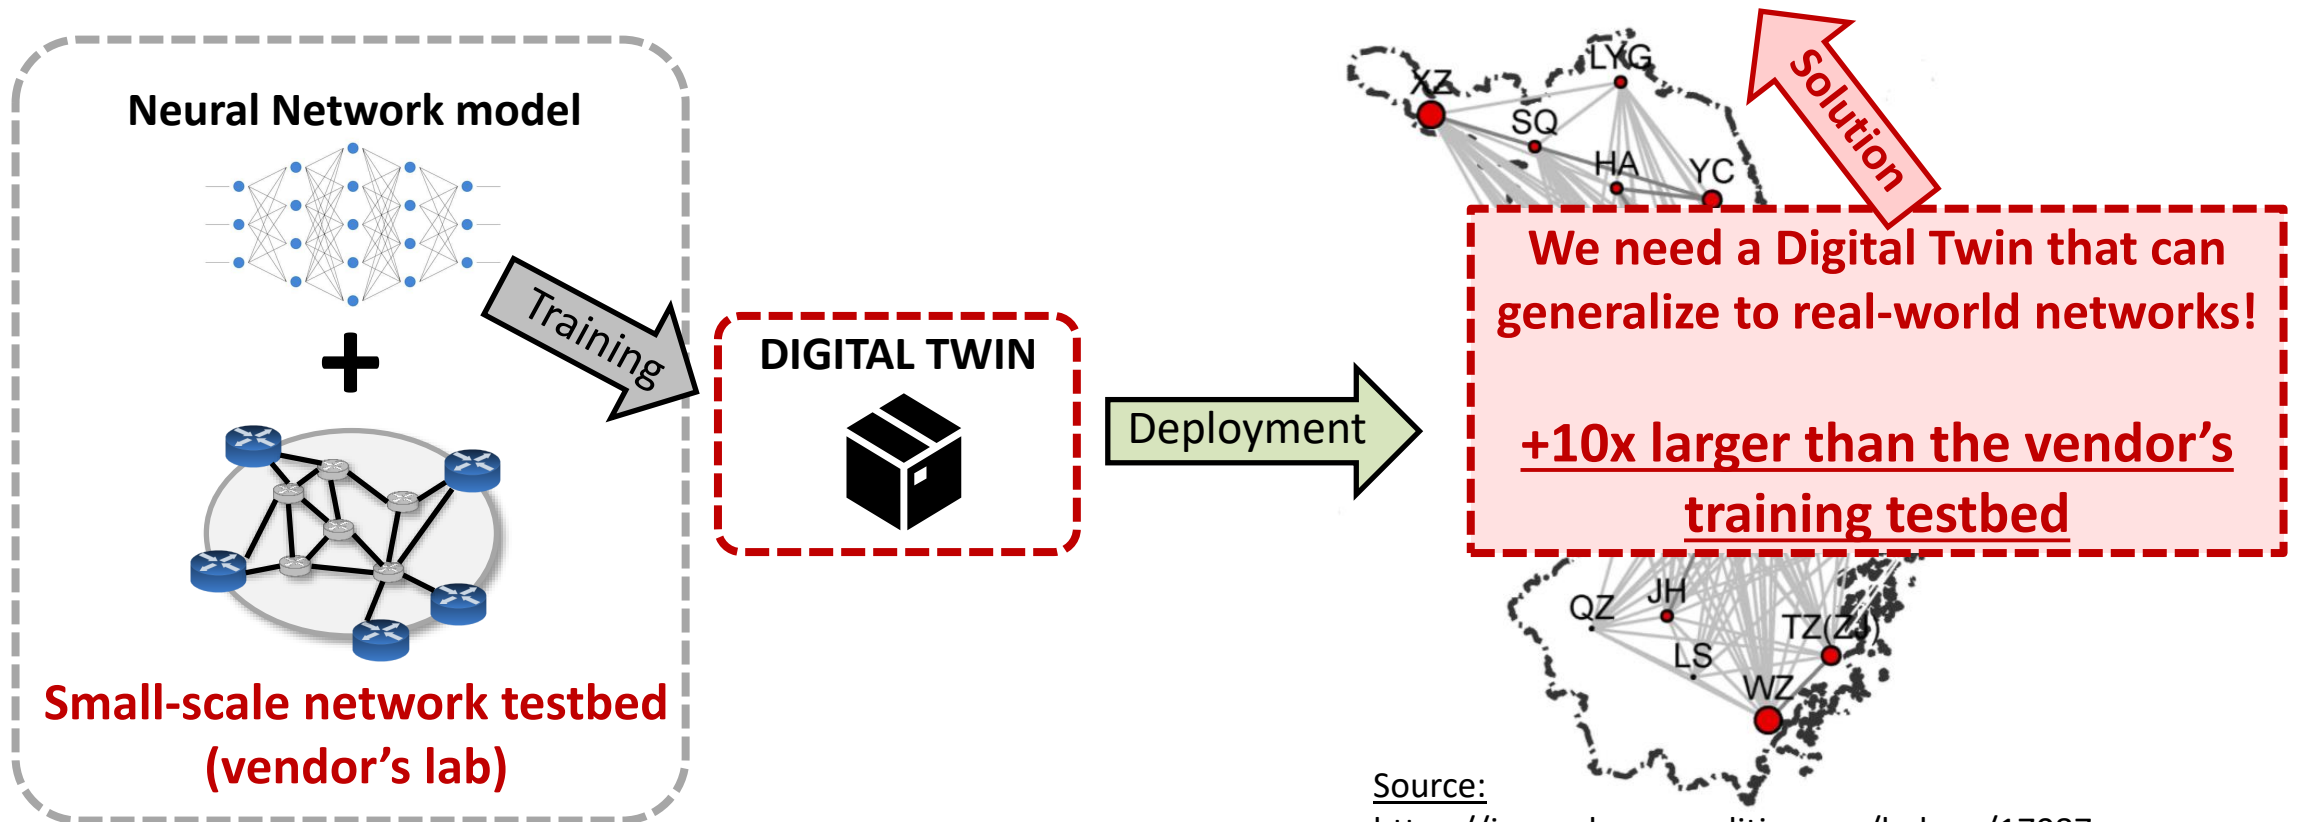 Neural Network model
+
Training
Small-scale network testbed
(vendor's lab)
DIGITAL TWIN
Deployment
Solution
XZ
LYG
SQ
HA
YC
We need a Digital Twin that can
generalize to real-world networks!
+10x larger than the vendor's
training testbed
QZ
JH
TZ(ZJ)
LS
WZ
Source: